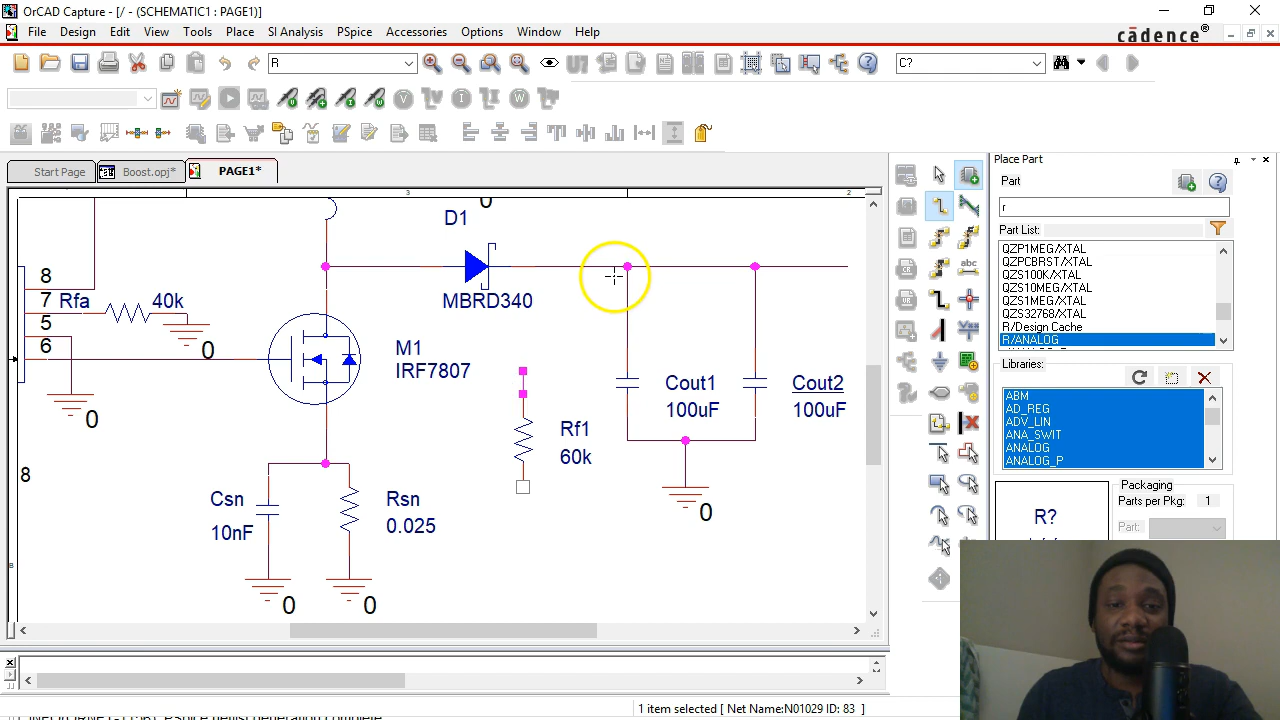 OrCAD Capture - [/ - (SCHEMATIC1 : PAGE1)]
File Design Edit View Tools Place SI Analysis PSpice Accessories Options Window Help
cādence®
R
C?
Start Page
Boost.opj*
PAGE1*
3
2
0
D1
MBRD340
8
7
5
6
Rfa
40k
0
0
M1
IRF7807
Rf1
60k
Cout1
100uF
Cout2
100uF
0
8
Csn
10nF
Rsn
0.025
0
0
Place Part
Part
r
Part List:
QZP1MEG/XTAL
QZPCBRST/XTAL
QZS100K/XTAL
QZS10MEG/XTAL
QZS1MEG/XTAL
QZS32768/XTAL
R/Design Cache
R/ANALOG
Libraries:
ABM
AD_REG
ADV_LIN
ANA_SWIT
ANALOG
ANALOG_P
Packaging
Parts per Pkg: 1
Part:
R?
1 item selected [ Net Name:N01029 ID: 83 ]